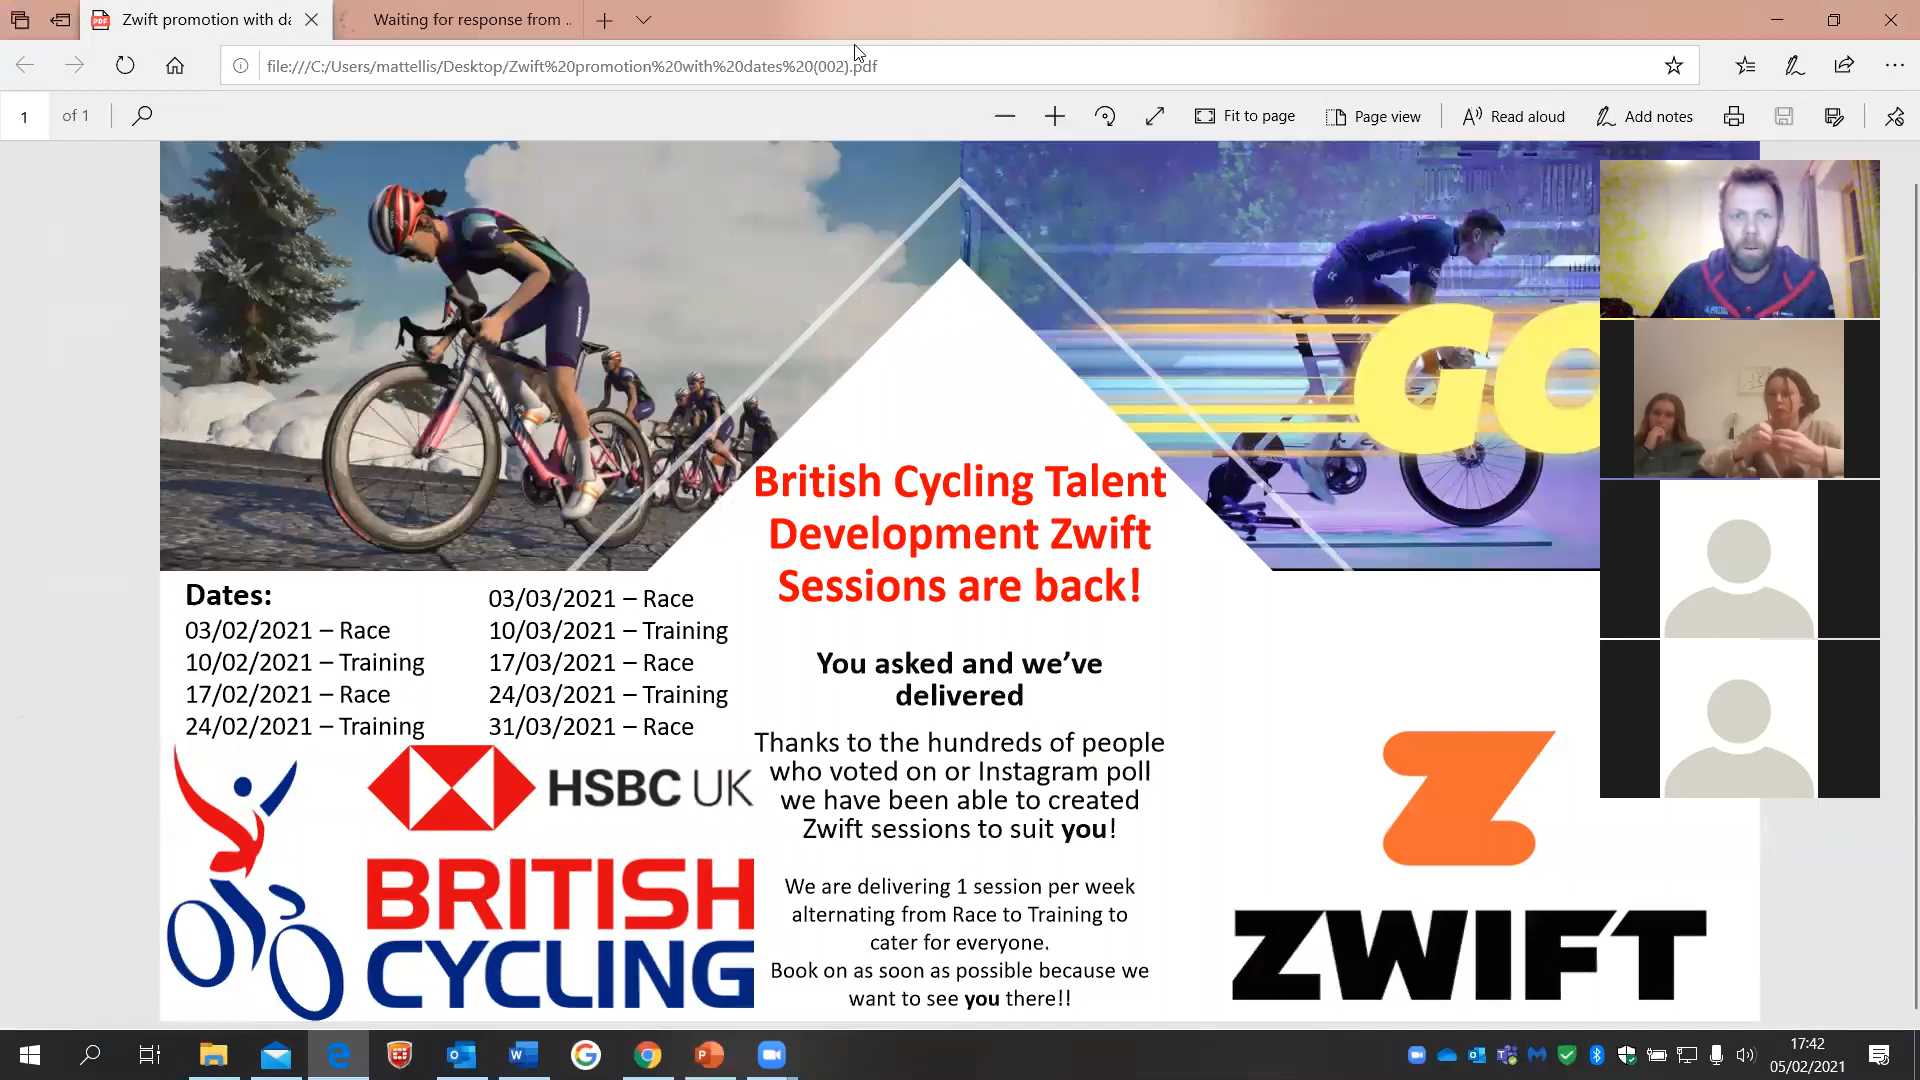 Zwift promotion with da
Waiting for response from ..
file:///C:/Users/mattellis/Desktop/Zwift%20promotion%20with%20dates%20(002).pdf
1 of 1
Fit to page
Page view
Read aloud
Add notes
GO
British Cycling Talent
Development Zwift
Sessions are back!
Dates:
03/02/2021 – Race
10/02/2021 – Training
17/02/2021 – Race
24/02/2021 – Training
03/03/2021 – Race
10/03/2021 – Training
17/03/2021 – Race
24/03/2021 – Training
31/03/2021 – Race
You asked and we've
delivered
Thanks to the hundreds of people
who voted on or Instagram poll
we have been able to created
Zwift sessions to suit you!
We are delivering 1 session per week
alternating from Race to Training to
cater for everyone.
Book on as soon as possible because we
want to see you there!!
HSBC UK
BRITISH
CYCLING
ZWIFT
17:42
05/02/2021